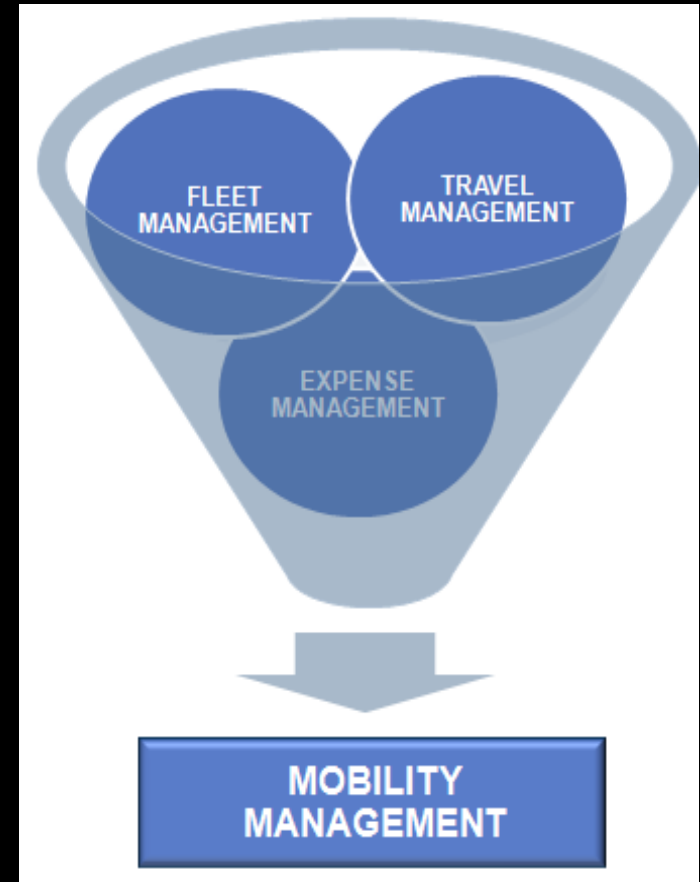 FLEET
MANAGEMENT
TRAVEL
MANAGEMENT
EXPENSE
MANAGEMENT
MOBILITY
MANAGEMENT